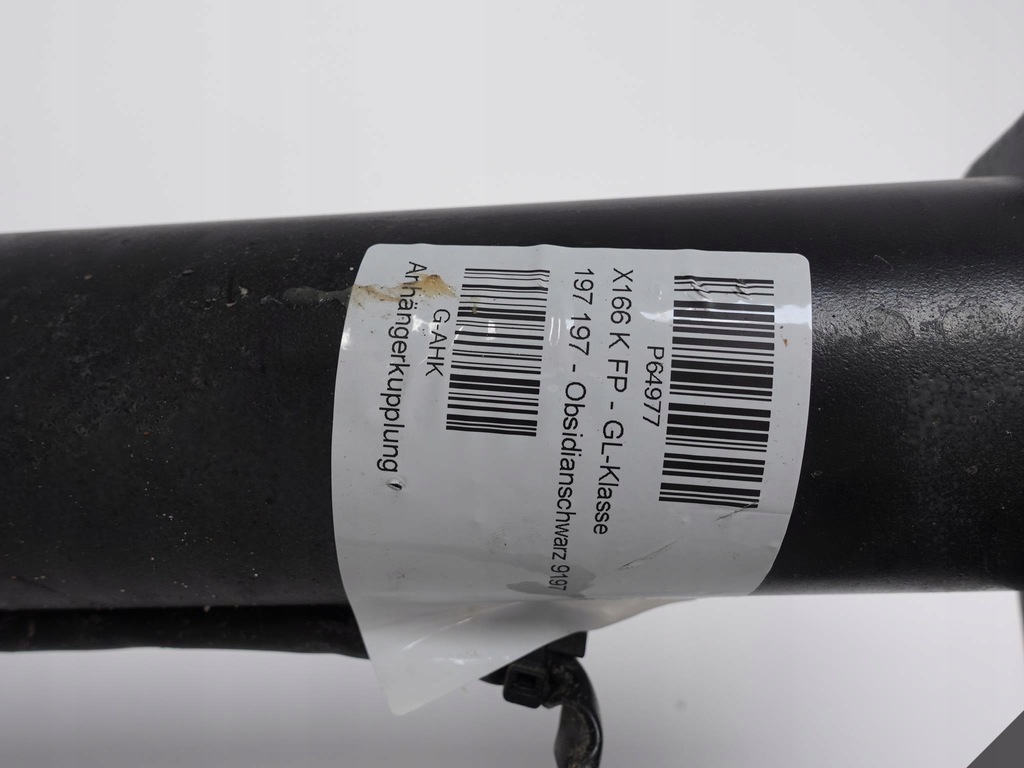 P64977
X166 K FP - GL-Klasse
197 197 - Obsidianschwarz 9197
G-AHK
Anhängerkupplung